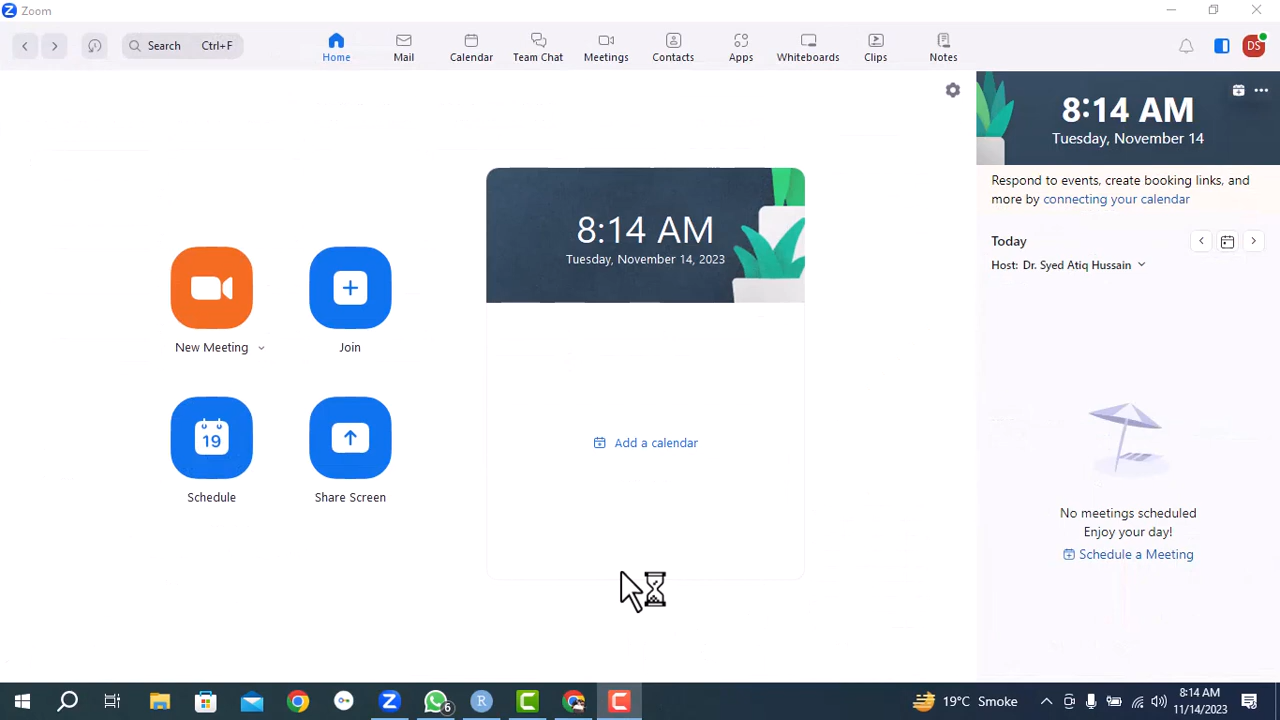 Zoom
Search Ctrl+F
Home
Mail
Calendar
Team Chat
Meetings
Contacts
Apps
Whiteboards
Clips
Notes
DS
8:14 AM
Tuesday, November 14
Respond to events, create booking links, and
more by connecting your calendar
Today
Host: Dr. Syed Atiq Hussain
No meetings scheduled
Enjoy your day!
Schedule a Meeting
8:14 AM
Tuesday, November 14, 2023
Add a calendar
New Meeting
Join
19
Schedule
Share Screen
6
R
19°C Smoke
8:14 AM
11/14/2023